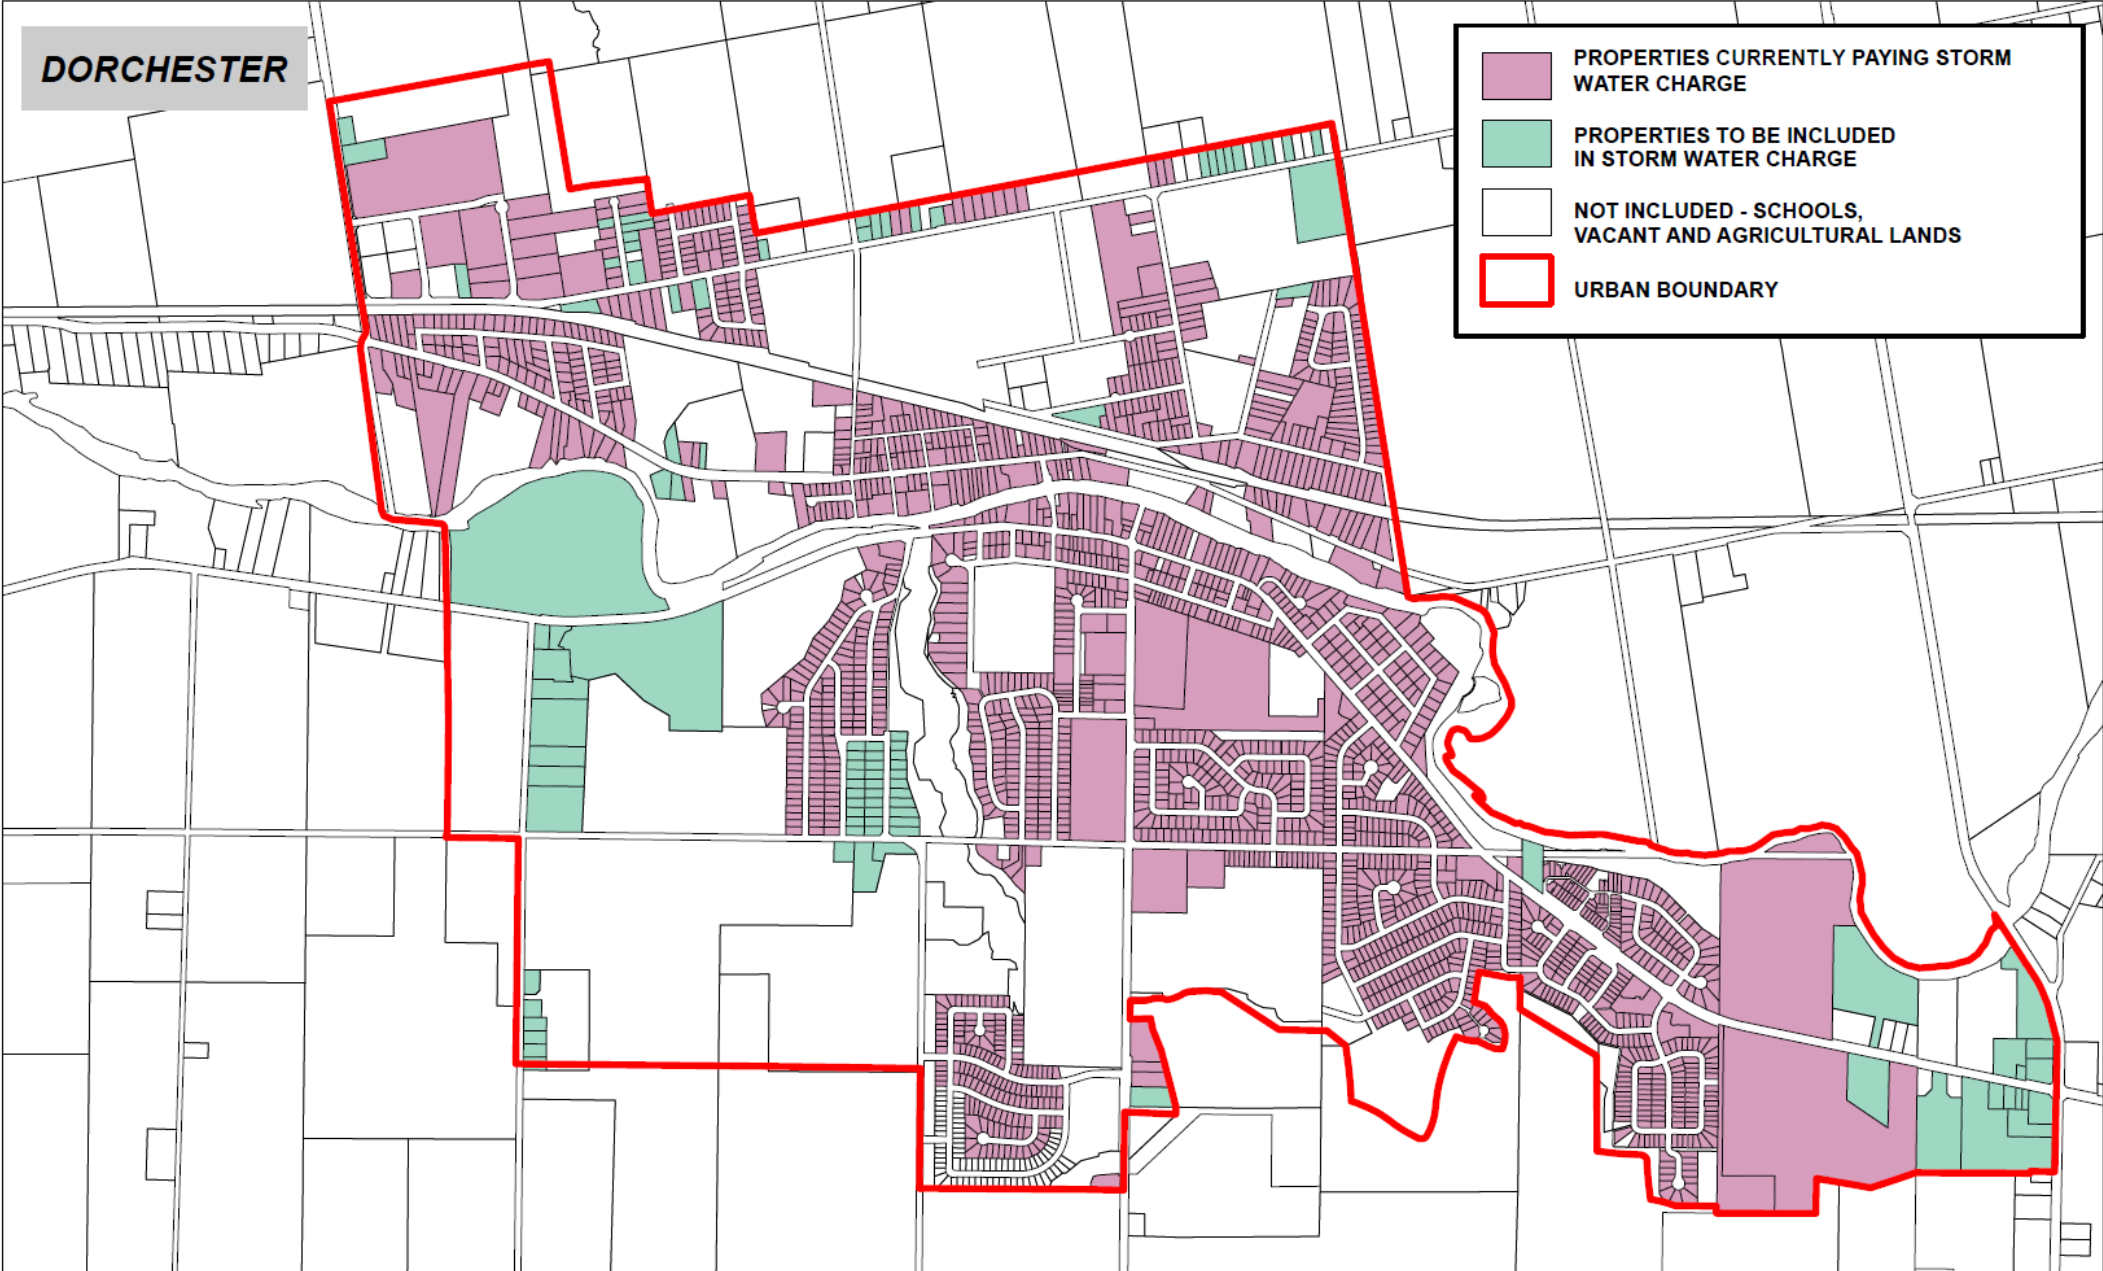 DORCHESTER
PROPERTIES CURRENTLY PAYING STORM
WATER CHARGE
PROPERTIES TO BE INCLUDED
IN STORM WATER CHARGE
NOT INCLUDED - SCHOOLS,
VACANT AND AGRICULTURAL LANDS
URBAN BOUNDARY